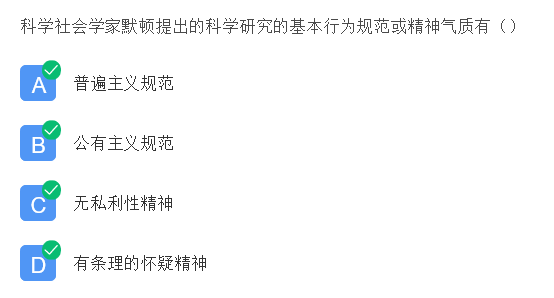 科学社会学家默顿提出的科学研究的基本行为规范或精神气质有（）
A 普遍主义规范
B 公有主义规范
C 无私利性精神
D 有条理的怀疑精神